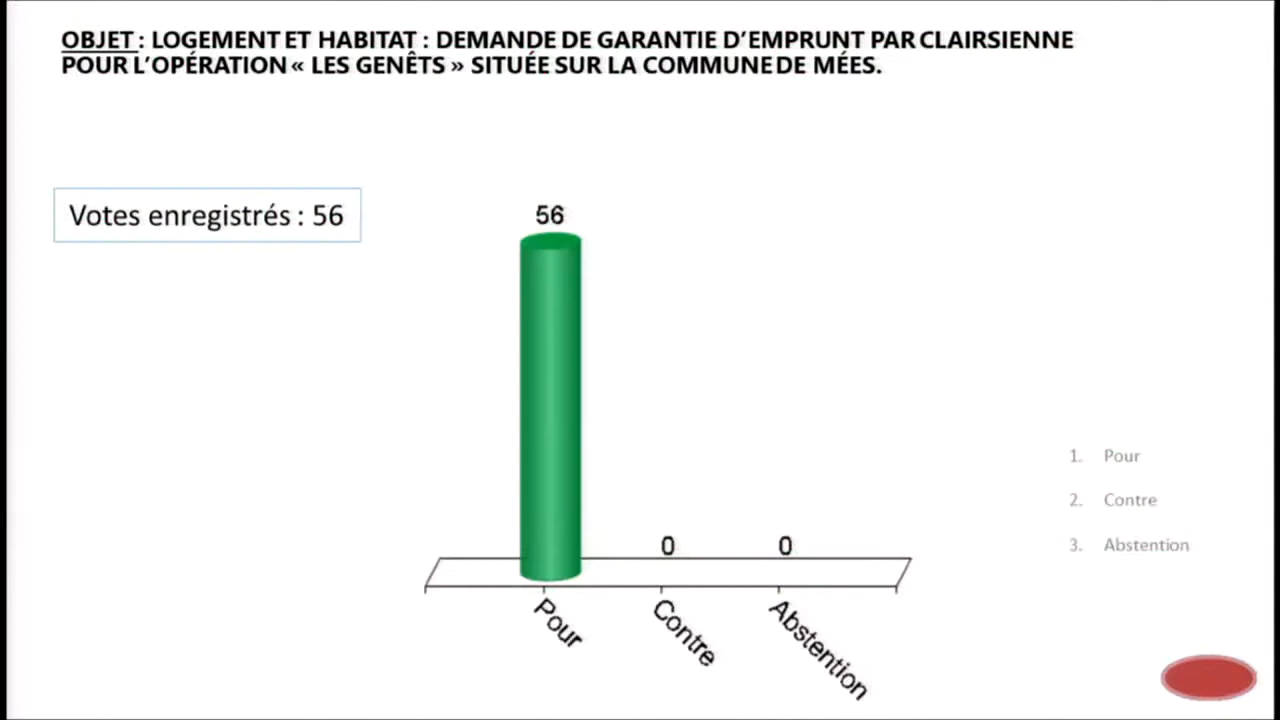 OBJET : LOGEMENT ET HABITAT : DEMANDE DE GARANTIE D’EMPRUNT PAR CLAIRSIENNE
POUR L’OPÉRATION « LES GENÊTS » SITUÉE SUR LA COMMUNE DE MÉES.
Votes enregistrés : 56
56
0
0
Pour
Contre
Abstention
1. Pour
2. Contre
3. Abstention